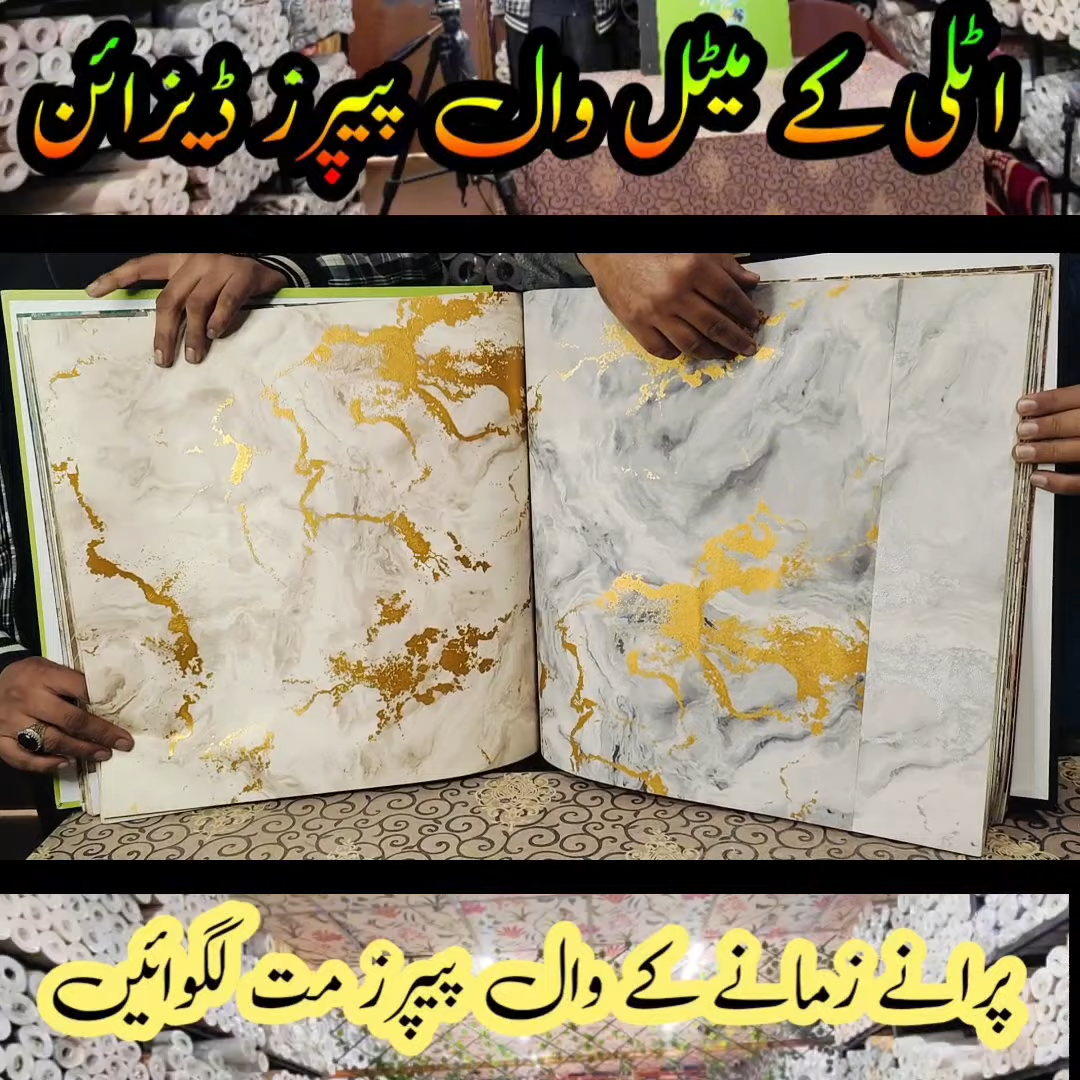 اٹلی کے میٹل وال پیپرز ڈیزائن
پرانے زمانے کے وال پیپرز مت لگوائیں